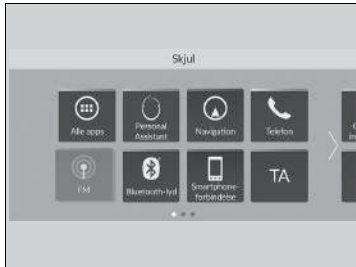 Skjul
Alle apps
Personal
Assistant
Navigation
Telefon
FM
Bluetooth-lyd
Smartphone-
forbindelse
TA